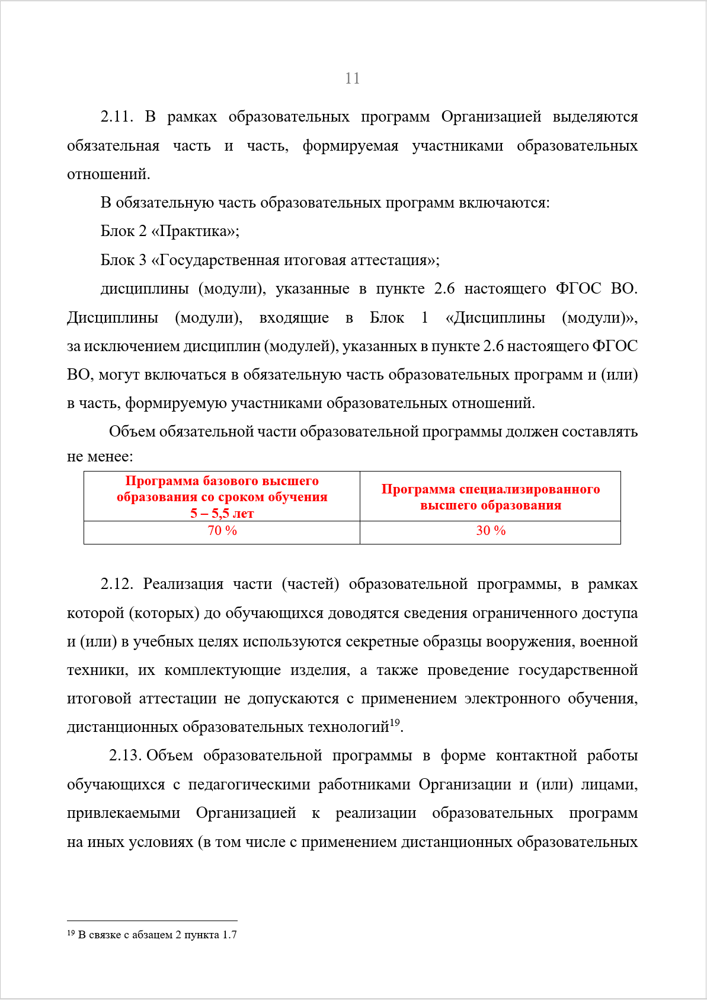 11
2.11. В рамках образовательных программ Организацией выделяются
обязательная часть и часть, формируемая участниками образовательных
отношений.
В обязательную часть образовательных программ включаются:
Блок 2 «Практика»;
Блок 3 «Государственная итоговая аттестация»;
дисциплины (модули), указанные в пункте 2.6 настоящего ФГОС ВО.
Дисциплины (модули), входящие в Блок 1 «Дисциплины (модули)»,
за исключением дисциплин (модулей), указанных в пункте 2.6 настоящего ФГОС
ВО, могут включаться в обязательную часть образовательных программ и (или)
в часть, формируемую участниками образовательных отношений.
Объем обязательной части образовательной программы должен составлять
не менее:
Программа базового высшего
образования со сроком обучения
5 – 5,5 лет
Программа специализированного
высшего образования
70 %
30 %
2.12. Реализация части (частей) образовательной программы, в рамках
которой (которых) до обучающихся доводятся сведения ограниченного доступа
и (или) в учебных целях используются секретные образцы вооружения, военной
техники, их комплектующие изделия, а также проведение государственной
итоговой аттестации не допускаются с применением электронного обучения,
дистанционных образовательных технологий19.
2.13. Объем образовательной программы в форме контактной работы
обучающихся с педагогическими работниками Организации и (или) лицами,
привлекаемыми Организацией к реализации образовательных программ
на иных условиях (в том числе с применением дистанционных образовательных
19 В связке с абзацем 2 пункта 1.7